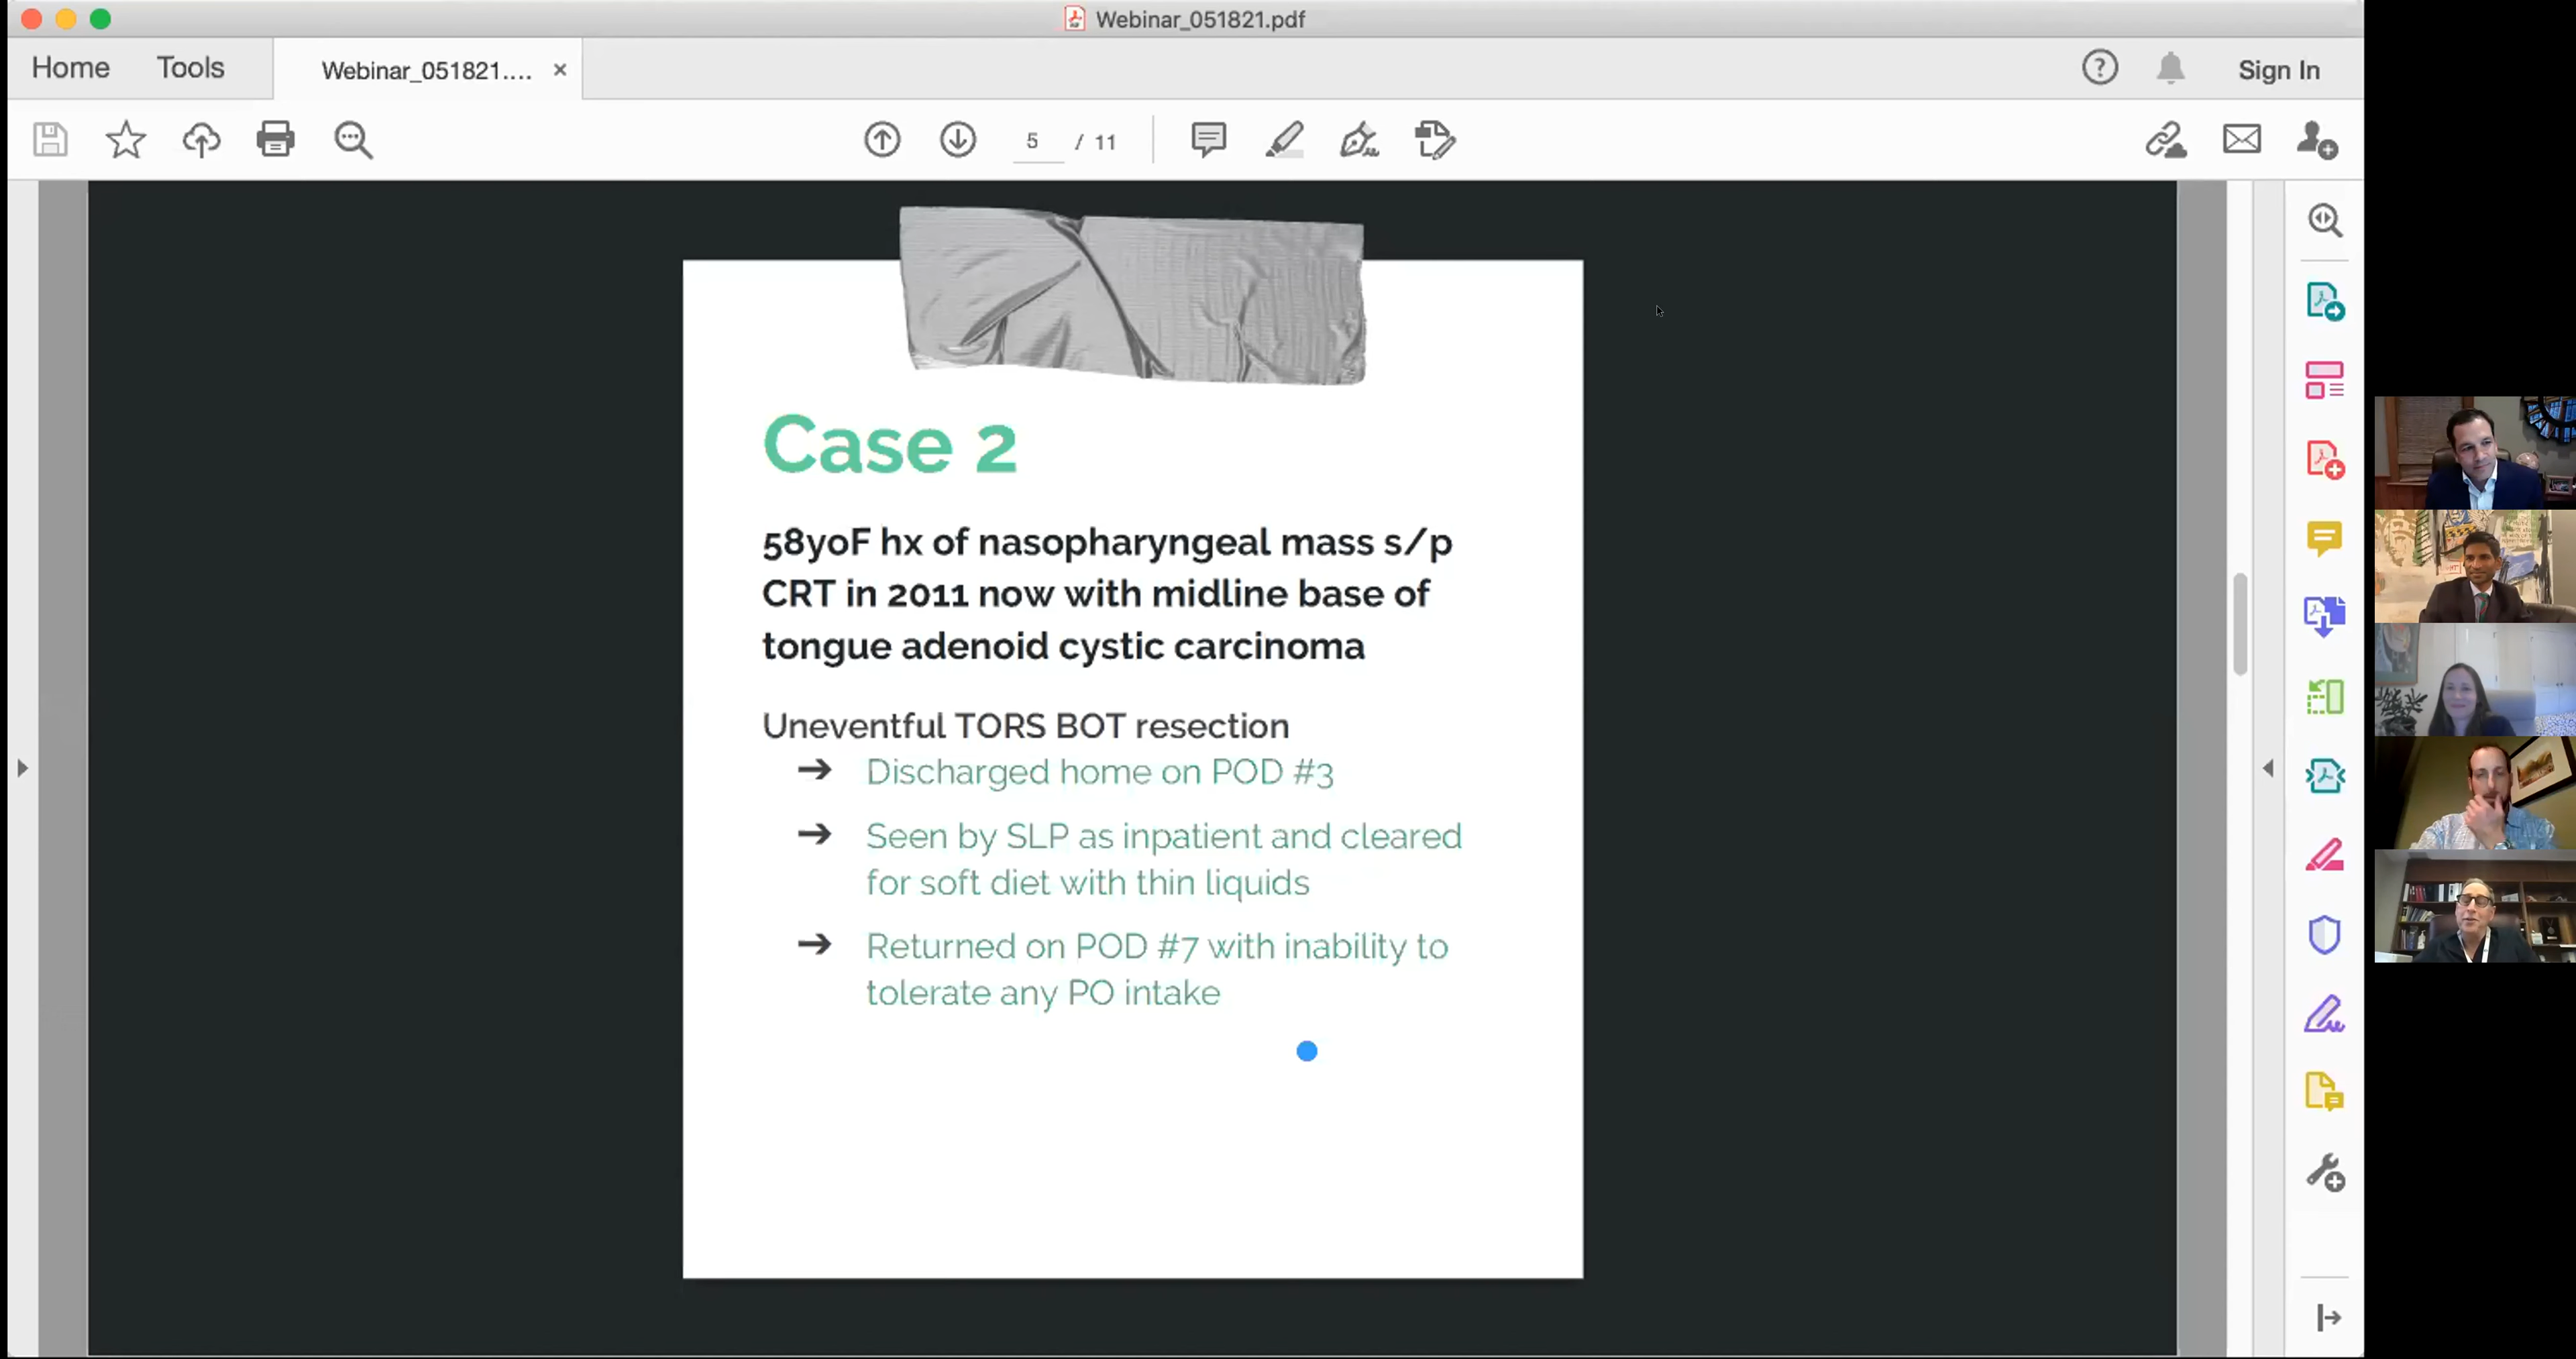 Webinar_051821.pdf
Home Tools Webinar_051821.... × Sign In
5 / 11
Case 2
58yoF hx of nasopharyngeal mass s/p
CRT in 2011 now with midline base of
tongue adenoid cystic carcinoma
Uneventful TORS BOT resection
➔ Discharged home on POD #3
➔ Seen by SLP as inpatient and cleared
for soft diet with thin liquids
➔ Returned on POD #7 with inability to
tolerate any PO intake